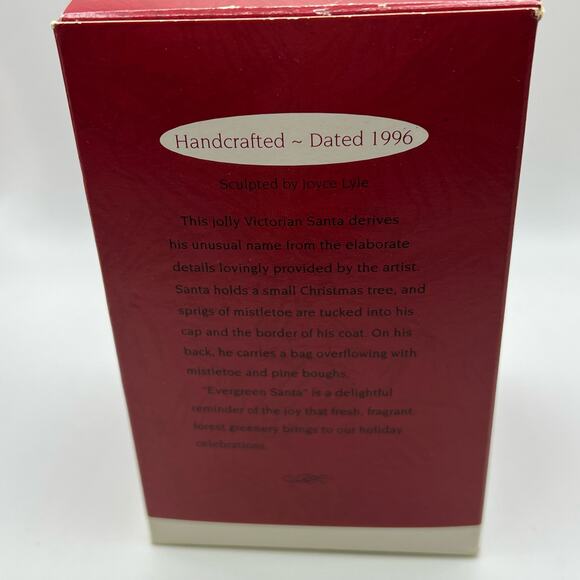 Handcrafted ~ Dated 1996
Sculpted by Joyce Lyle
This jolly Victorian Santa derives
his unusual name from the elaborate
details lovingly provided by the artist.
Santa holds a small Christmas tree, and
sprigs of mistletoe are tucked into his
cap and the border of his coat. On his
back, he carries a bag overflowing with
mistletoe and pine boughs.
"Evergreen Santa" is a delightful
reminder of the joy that fresh, fragrant
forest greenery brings to our holiday
celebrations.